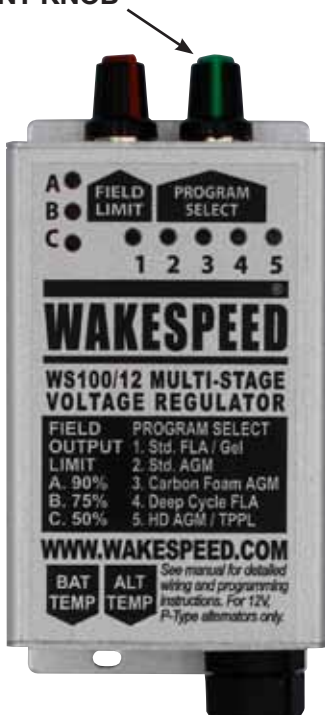 NT KNOB
A
B
C
FIELD LIMIT
PROGRAM SELECT
1 2 3 4 5
WAKESPEED
WS100/12 MULTI-STAGE
VOLTAGE REGULATOR
FIELD OUTPUT LIMIT
A. 90%
B. 75%
C. 50%
PROGRAM SELECT
1. Std. FLA / Gel
2. Std. AGM
3. Carbon Foam AGM
4. Deep Cycle FLA
5. HD AGM / TPPL
WWW.WAKESPEED.COM
BAT TEMP
ALT TEMP
See manual for detailed
wiring and programming
instructions. For 12V,
P-Type alternators only.